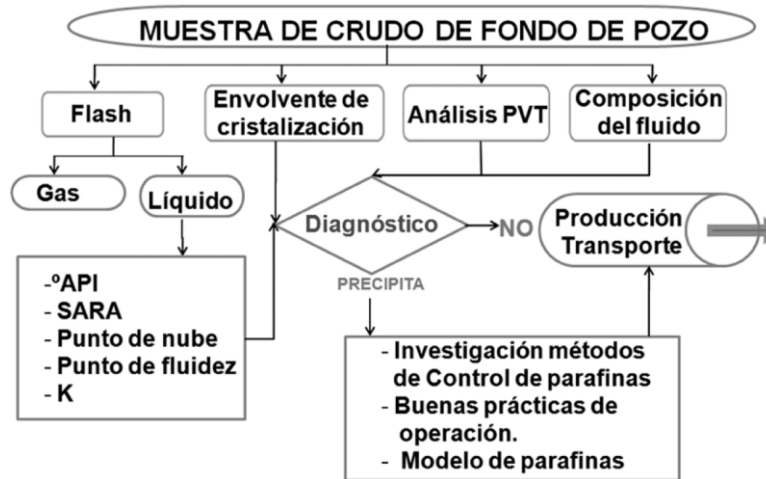 MUESTRA DE CRUDO DE FONDO DE POZO
Flash
Envolvente de
cristalización
Análisis PVT
Composición
del fluido
Gas
Líquido
Diagnóstico
NO
Producción
Transporte
PRECIPITA
-ºAPI
- SARA
- Punto de nube
- Punto de fluidez
- K
- Investigación métodos
de Control de parafinas
- Buenas prácticas de
operación.
- Modelo de parafinas